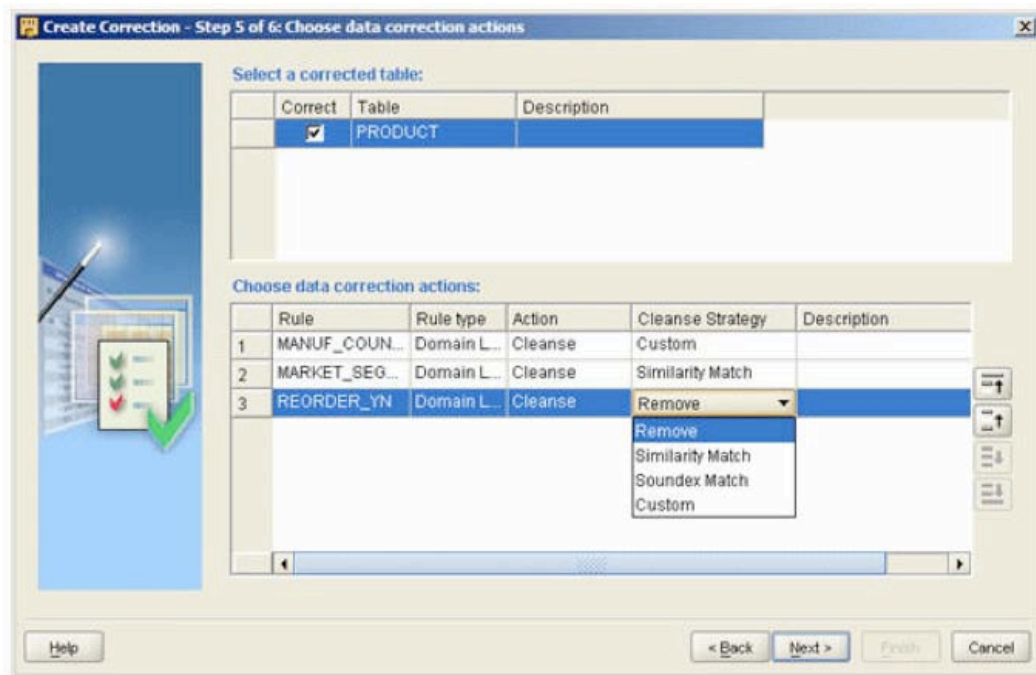 Create Correction - Step 5 of 6: Choose data correction actions
Select a corrected table:
Correct Table Description
PRODUCT
Choose data correction actions:
Rule Rule type Action Cleanse Strategy Description
1 MANUF_COUN... Domain L... Cleanse Custom
2 MARKET_SEG... Domain L... Cleanse Similarity Match
3 REORDER_YN Domain L... Cleanse Remove
Remove
Similarity Match
Soundex Match
Custom
Help < Back Next > Finish Cancel